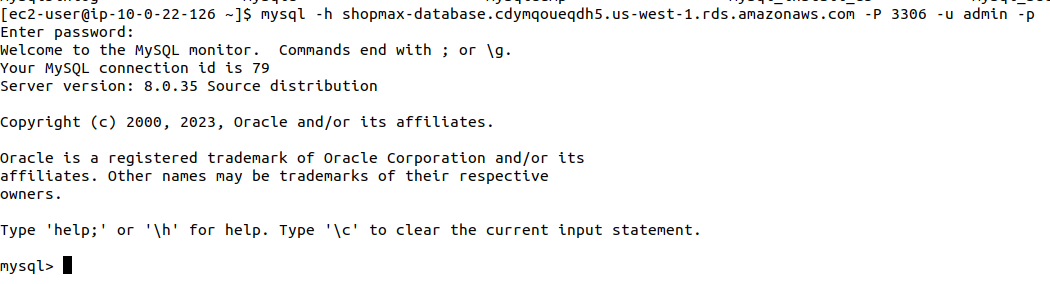 [ec2-user@ip-10-0-22-126 ~]$ mysql -h shopmax-database.cdymqoueqdh5.us-west-1.rds.amazonaws.com -P 3306 -u admin -p
Enter password:
Welcome to the MySQL monitor.  Commands end with ; or \g.
Your MySQL connection id is 79
Server version: 8.0.35 Source distribution

Copyright (c) 2000, 2023, Oracle and/or its affiliates.

Oracle is a registered trademark of Oracle Corporation and/or its
affiliates. Other names may be trademarks of their respective
owners.

Type 'help;' or '\h' for help. Type '\c' to clear the current input statement.

mysql>